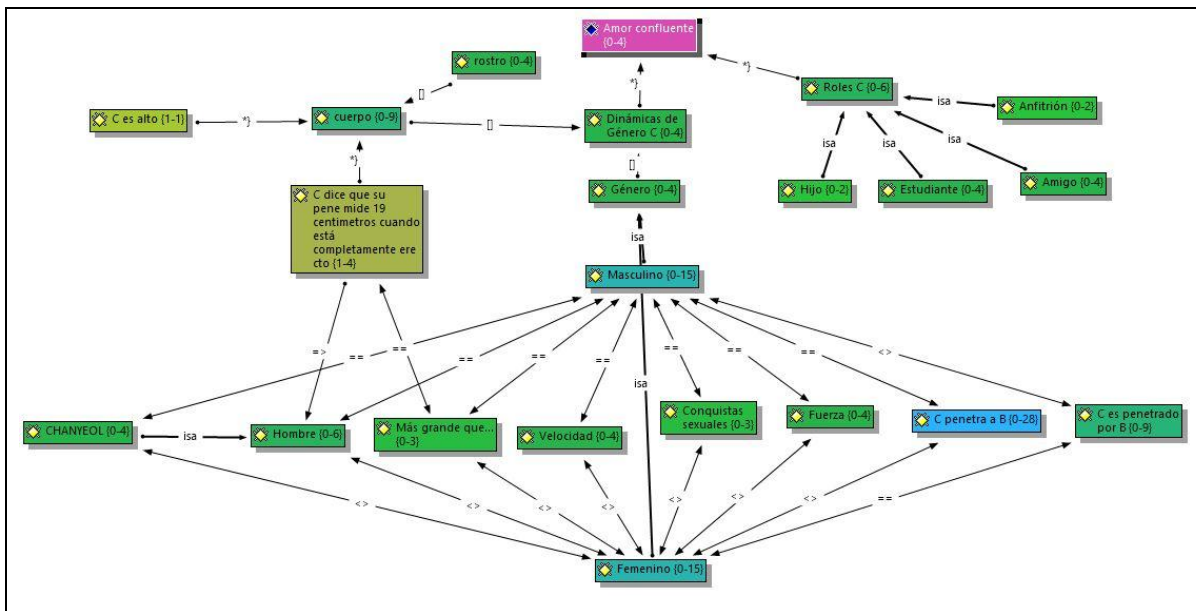 Amor confluente
{0-4}
rostro {0-4}
*}
*}
Roles C {0-6}
[]
isa
Anfitrión {0-2}
C es alto {1-1}
*}
cuerpo {0-9}
[]
Dinámicas de
Género C {0-4}
isa
isa
isa
*}
[]
C dice que su
pene mide 19
centimetros cuando
está
completamente ere
cto {1-4}
Género {0-4}
Hijo {0-2}
Estudiante {0-4}
Amigo {0-4}
isa
Masculino {0-15}
=>
==
==
==
==
==
==
==
==
<>
isa
CHANYEOL {0-4}
isa
Hombre {0-6}
Más grande que...
{0-3}
Velocidad {0-4}
Conquistas
sexuales {0-3}
Fuerza {0-4}
C penetra a B {0-28}
C es penetrado
por B {0-9}
<>
<>
<>
<>
<>
<>
<>
==
Femenino {0-15}